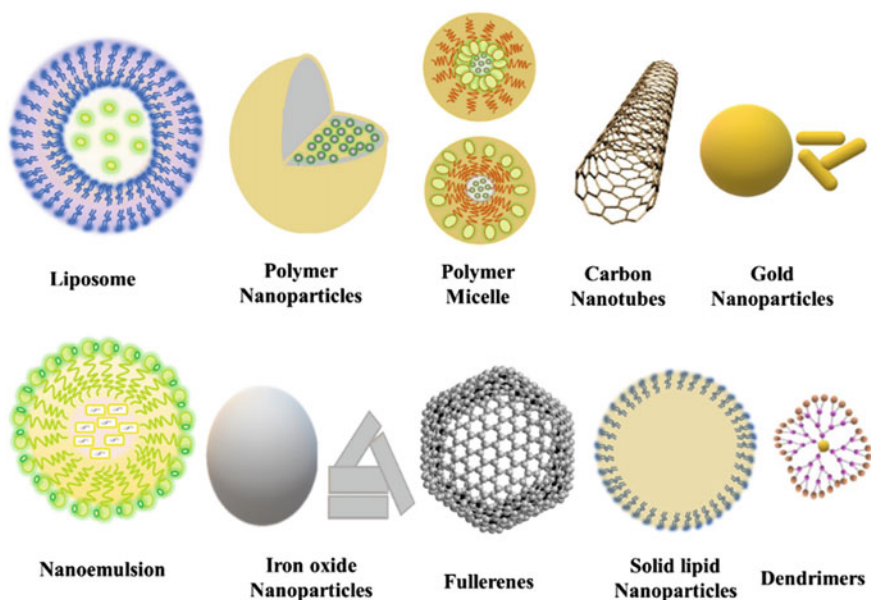 Liposome
Polymer
Nanoparticles
Polymer
Micelle
Carbon
Nanotubes
Gold
Nanoparticles
Nanoemulsion
Iron oxide
Nanoparticles
Fullerenes
Solid lipid
Nanoparticles
Dendrimers